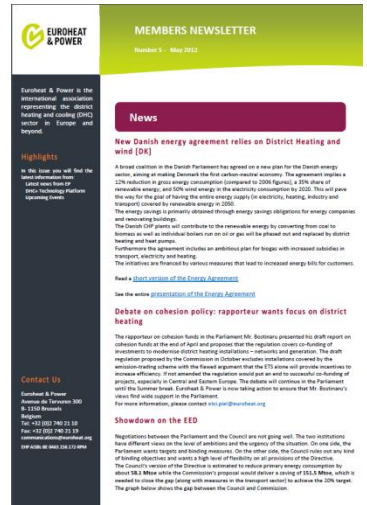 EUROHEAT
& POWER
MEMBERS NEWSLETTER
Number 5 - May 2012
Euroheat & Power is the
international association
representing the district
heating and cooling (DHC)
sector in Europe and
beyond.
Highlights
In this issue you will find the
latest information from:
Latest news from EP
DHC+ Technology Platform
Upcoming Events
Contact Us
Euroheat & Power
Avenue de Tervuren 300
B- 1150 Brussels
Belgium
Tel: +32 (0)2 740 21 10
Fax: +32 (0)2 740 21 19
communications@euroheat.org
EHP ASBL BE 0463 258 172 RPM
News
New Danish energy agreement relies on District Heating and
wind (DK)
A broad coalition in the Danish Parliament has agreed on a new plan for the Danish energy
sector, aiming at making Denmark the first carbon-neutral economy. The agreement implies a
12% reduction in gross energy consumption (compared to 2006 figures), a 35% share of
renewable energy; and 50% wind energy in the electricity consumption by 2020. This will pave
the way for the goal of having the entire energy supply (in electricity, heating, industry and
transport) covered by renewable energy in 2050.
The energy savings is primarily obtained through energy savings obligations for energy companies
and renovating buildings.
The Danish CHP plants will contribute to the renewable energy by converting from coal to
biomass as well as individual boilers run on oil or gas will be phased out and replaced by district
heating and heat pumps.
Furthermore the agreement includes an ambitious plan for biogas with increased subsidies in
transport, electricity and heating.
The initiatives are financed by various measures that lead to increased energy bills for customers.
Read a short version of the Energy Agreement
See the entire presentation of the Energy Agreement
Debate on cohesion policy: rapporteur wants focus on district
heating
The rapporteur on cohesion funds in the Parliament Mr. Bostinaru presented his draft report on
cohesion funds at the end of April and proposes that the regulation covers co-funding of
investments to modernise district heating installations – networks and generation. The draft
regulation proposed by the Commission in October excludes installations covered by the
emission-trading scheme with the flawed argument that the ETS alone will provide incentives to
increase efficiency. If not amended the regulation would put an end to successful co-funding of
projects, especially in Central and Eastern Europe. The debate will continue in the Parliament
until the summer break. Euroheat & Power is now taking action to ensure that Mr. Bostinaru's
views find wide support in the Parliament.
For more information, please contact
Showdown on the EED
Negotiations between the Parliament and the Council are not going well. The two institutions
have different views on the level of ambitions and the urgency of the situation. On one side, the
Parliament wants targets and binding measures. On the other side, the Council rules out any kind
of binding objectives and wants a high level of flexibility on all provisions of the Directive.
The Council's version of the Directive is estimated to reduce primary energy consumption by
about 58.1 Mtoe while the Commission's proposal would deliver a saving of 151.5 Mtoe, which is
needed to close the gap (along with measures in the transport sector) to achieve the 20% target.
The graph below shows the gap between the Council and Commission.